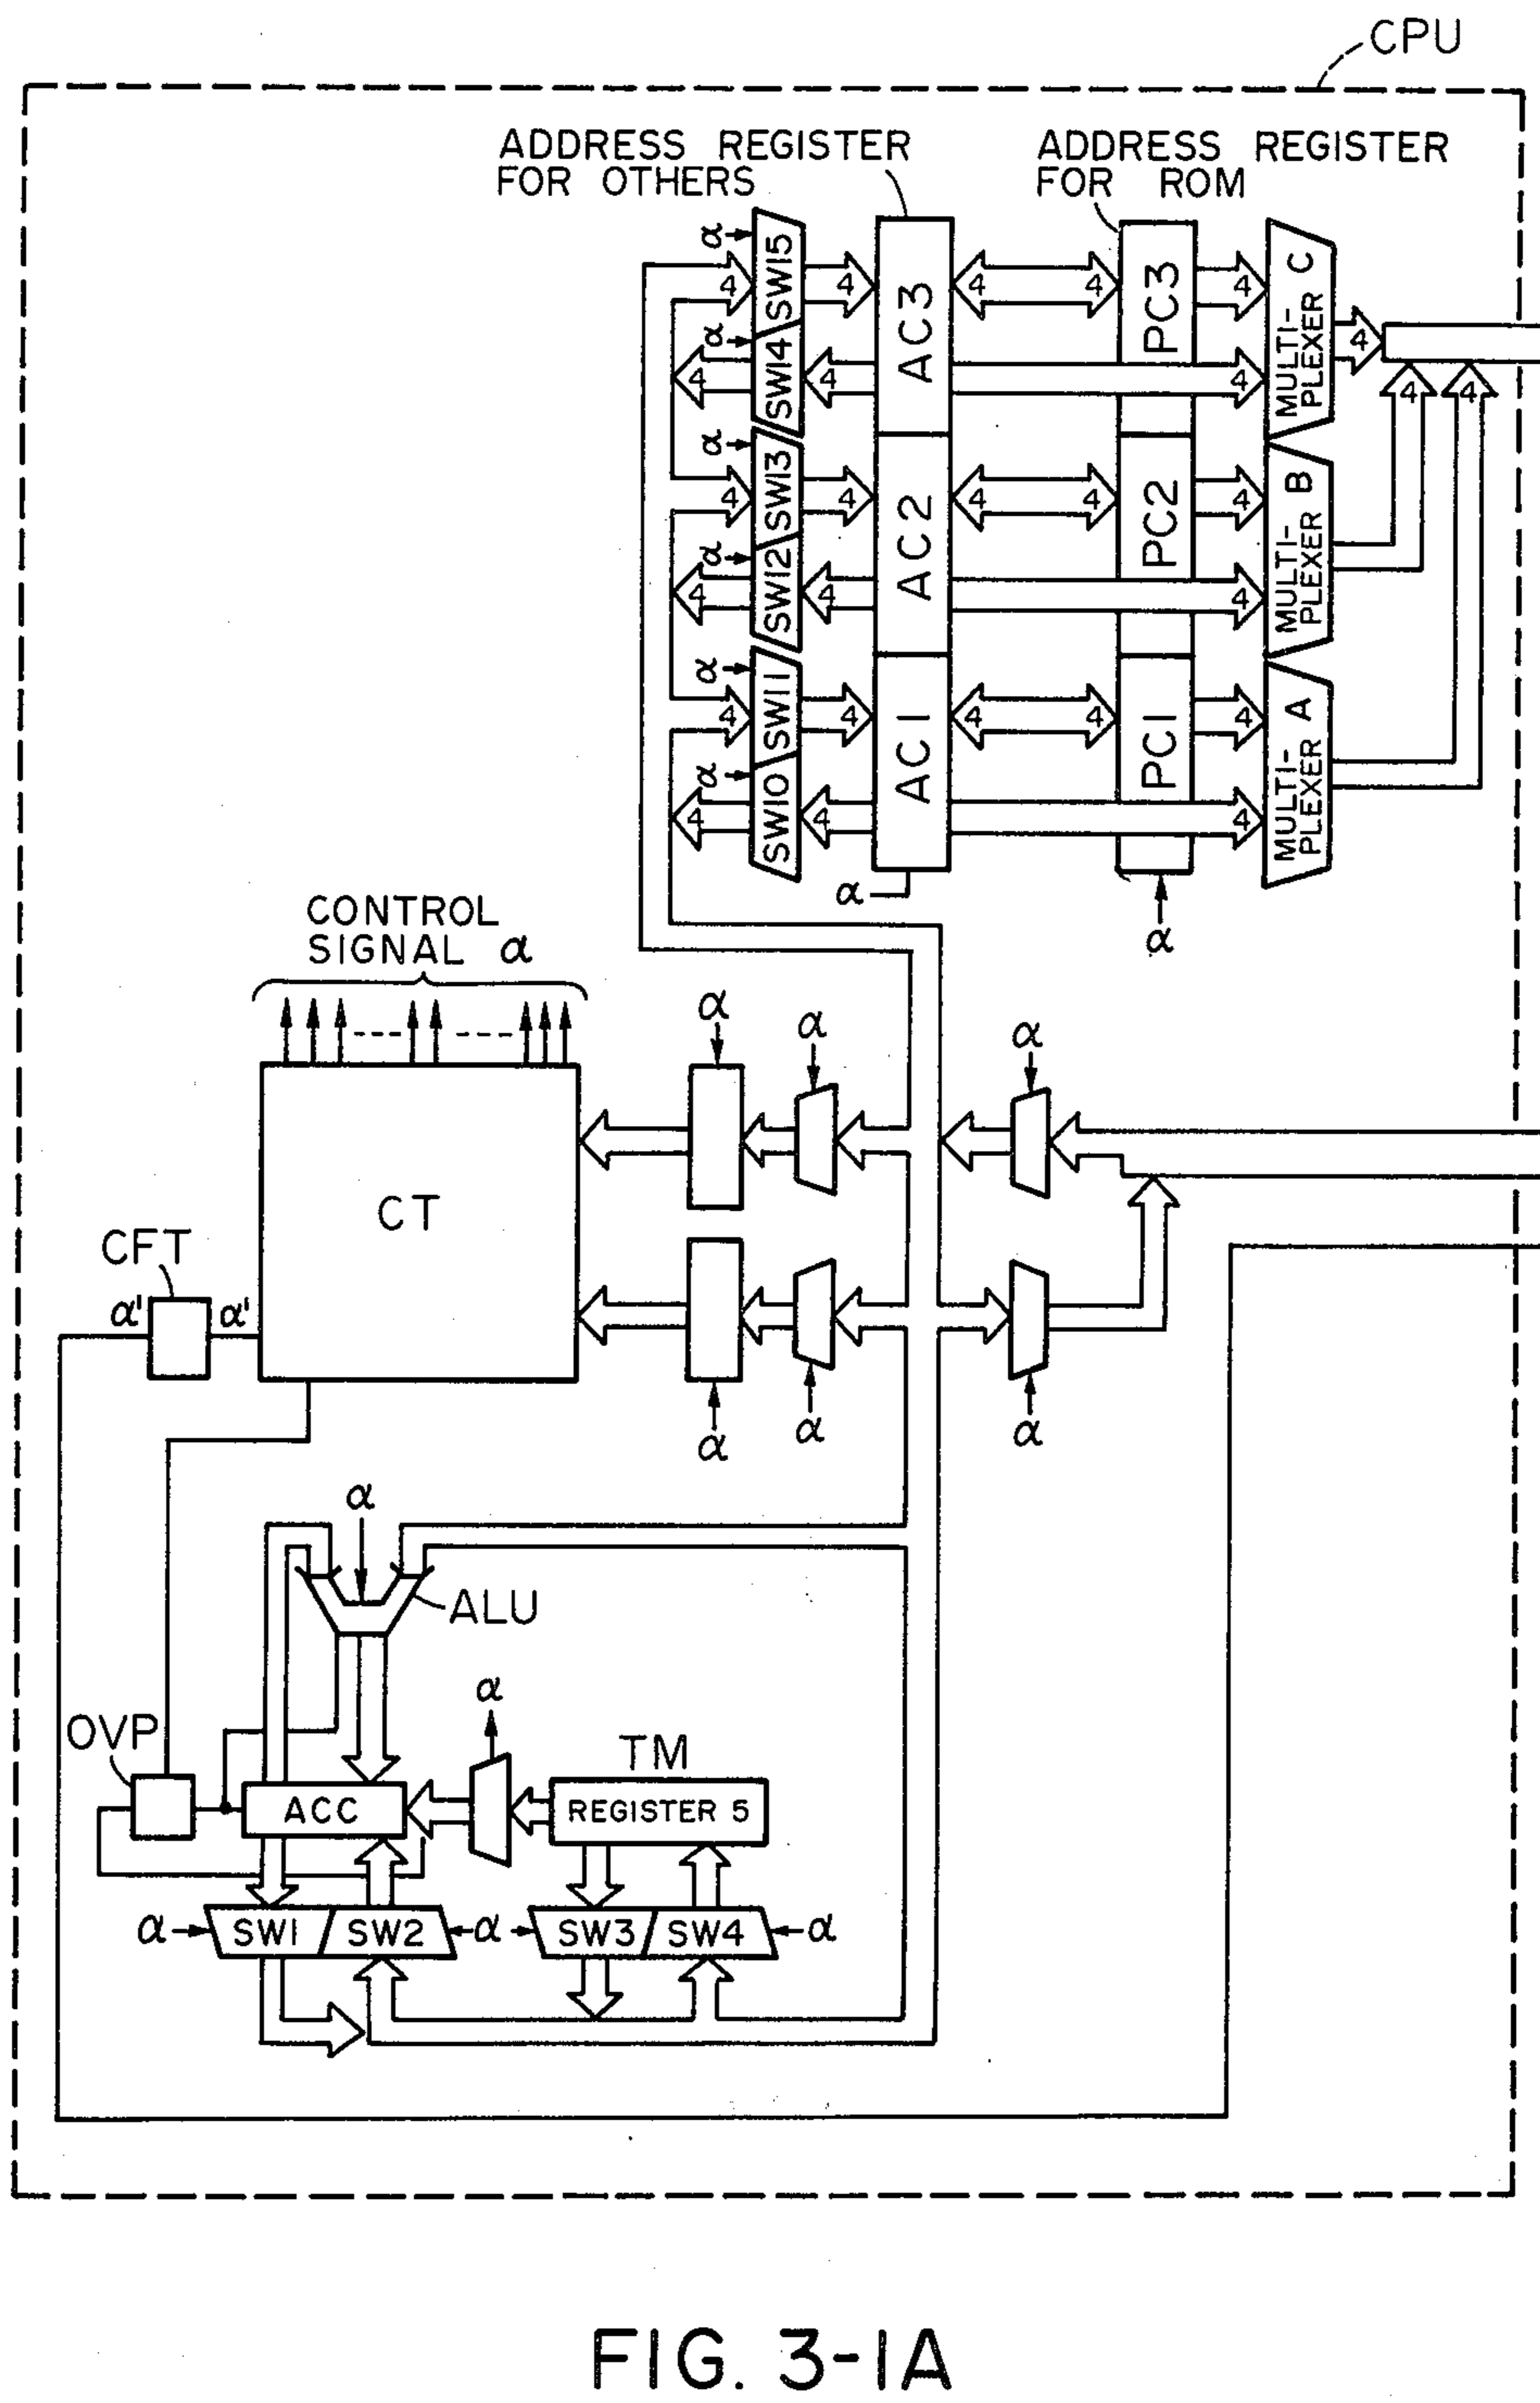 CPU
ADDRESS REGISTER
FOR OTHERS
ADDRESS REGISTER
FOR ROM
α
SW15
4
4
AC3
4
4
PC3
4
MULTI-
PLEXER C
4
α
SW14
4
4
4
4
4
α
SW13
4
4
AC2
4
4
PC2
4
MULTI-
PLEXER B
α
SW12
4
4
4
α
SW11
4
4
AC1
4
4
PC1
4
MULTI-
PLEXER A
α
SW10
4
4
4
α
α
CONTROL
SIGNAL α
α
α
α
CT
CFT
α'
α'
α
α
α
α
ALU
α
OVP
TM
ACC
REGISTER 5
α
SW1
SW2
α
SW3
SW4
α
FIG. 3-1A